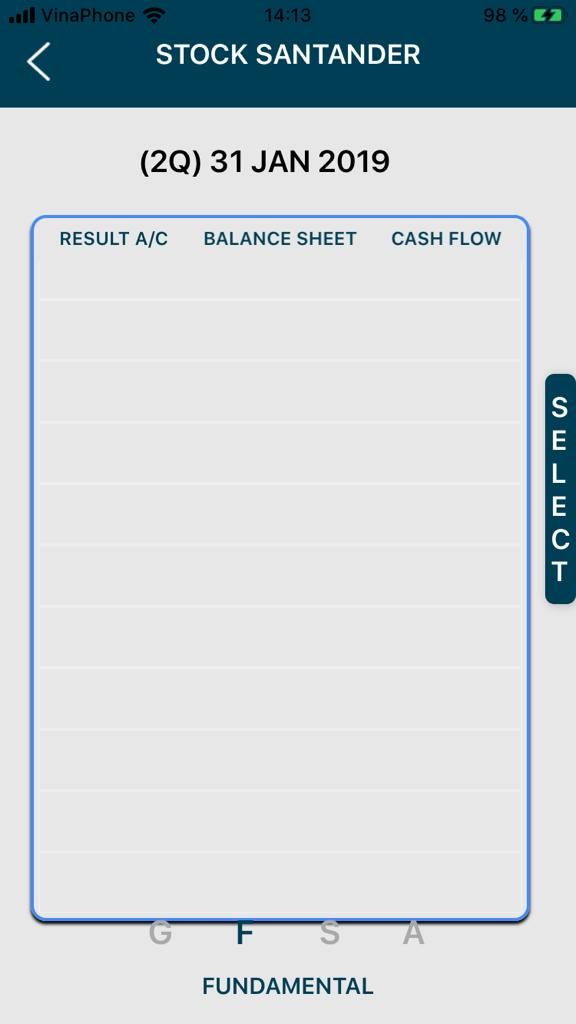 VinaPhone 14:13 98 %
STOCK SANTANDER
(2Q) 31 JAN 2019
RESULT A/C BALANCE SHEET CASH FLOW
SELECT
G F S A
FUNDAMENTAL